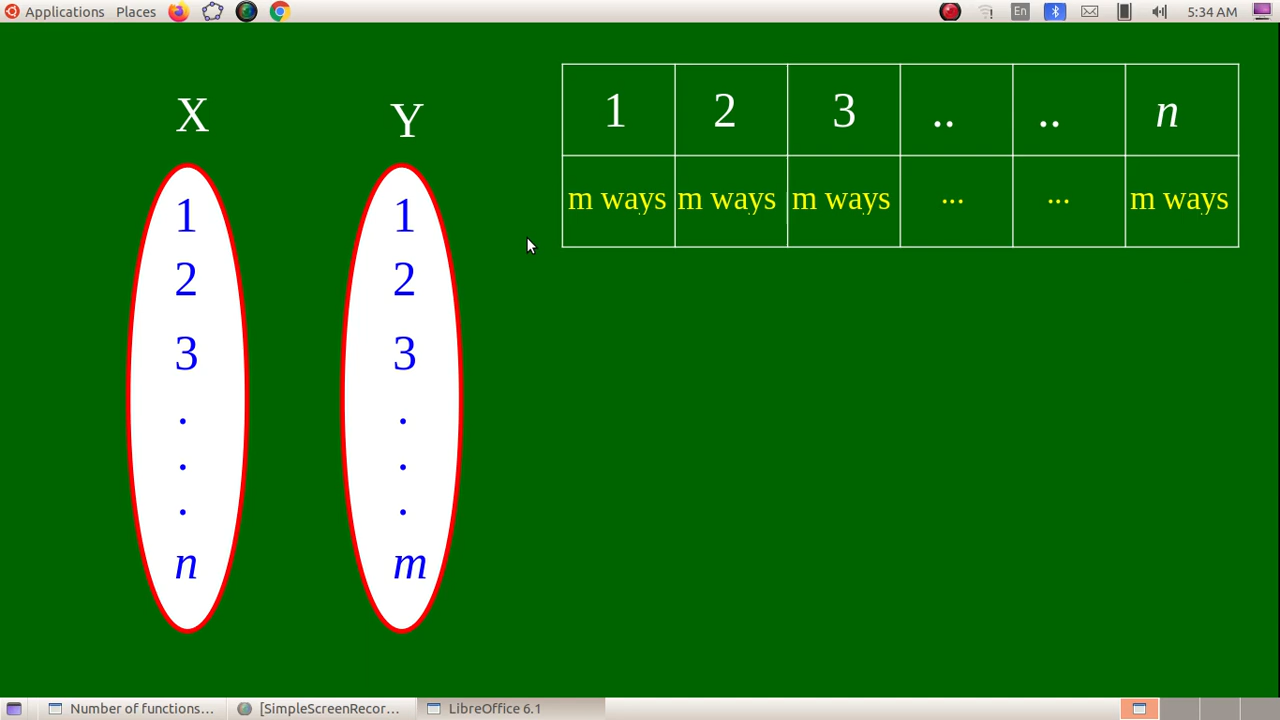 Applications Places En 5:34 AM
X
1
2
3
.
.
.
n
Y
1
2
3
.
.
.
m
1 2 3 .. .. n
m ways m ways m ways ... ... m ways
Number of functions... [SimpleScreenRecor... LibreOffice 6.1